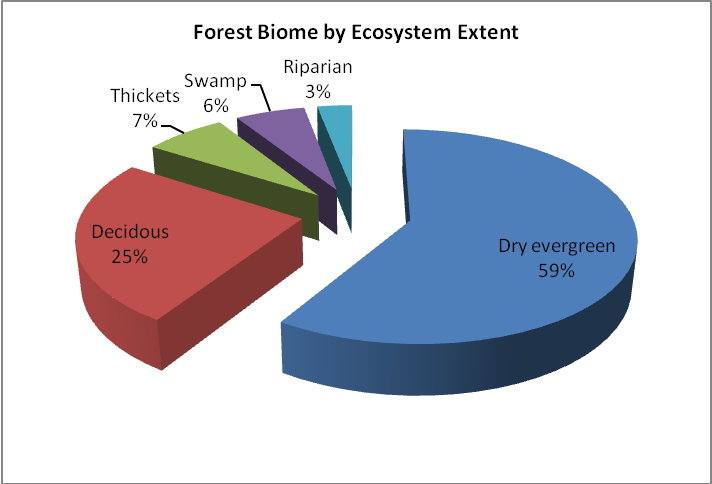 Forest Biome by Ecosystem Extent
Riparian
3%
Swamp
6%
Thickets
7%
Decidous
25%
Dry evergreen
59%